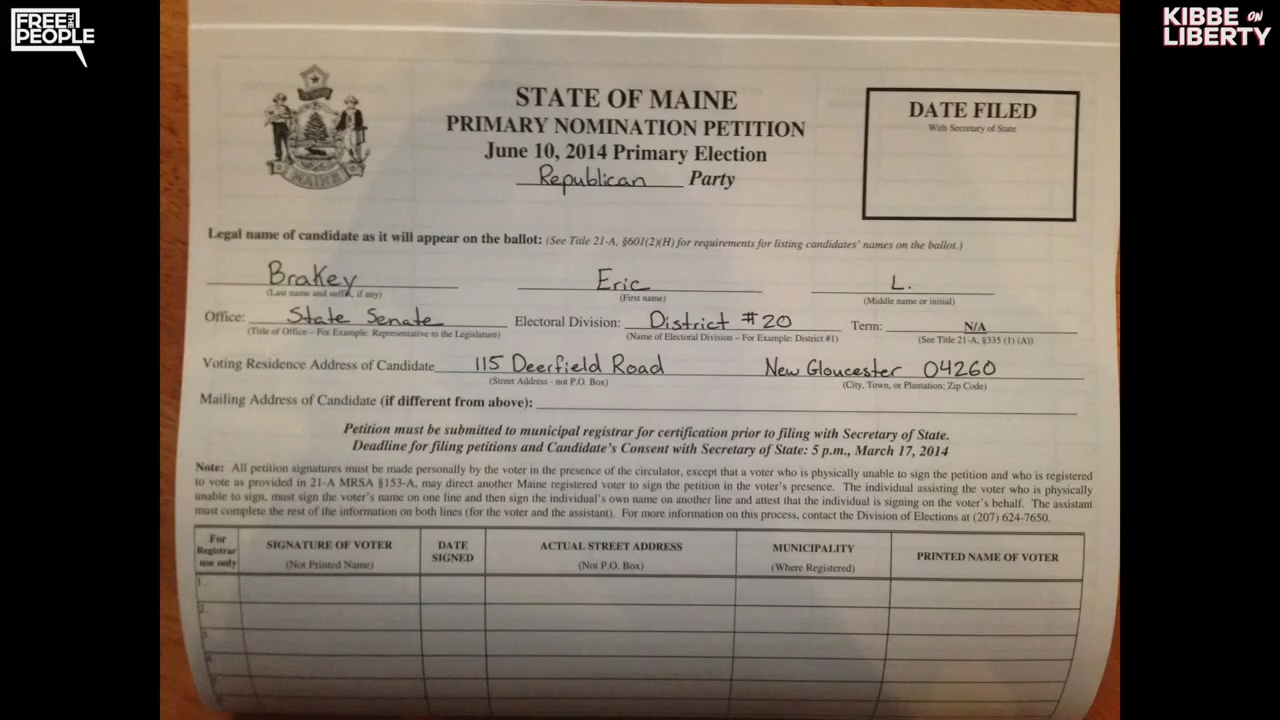 FREE THE PEOPLE
KIBBE ON LIBERTY
STATE OF MAINE
PRIMARY NOMINATION PETITION
June 10, 2014 Primary Election
Republican Party
DATE FILED
With Secretary of State
MAINE
Legal name of candidate as it will appear on the ballot: (See Title 21-A, §601(2)(H) for requirements for listing candidates' names on the ballot.)
Brakey Eric L.
(Last name and suffix, if any) (First name) (Middle name or initial)
Office: State Senate Electoral Division: District #20 Term: N/A
(Title of Office – For Example: Representative to the Legislature) (Name of Electoral Division – For Example: District #1) (See Title 21-A, §335 (1) (A))
Voting Residence Address of Candidate 115 Deerfield Road New Gloucester 04260
(Street Address - not P.O. Box) (City, Town, or Plantation; Zip Code)
Mailing Address of Candidate (if different from above):
Petition must be submitted to municipal registrar for certification prior to filing with Secretary of State.
Deadline for filing petitions and Candidate's Consent with Secretary of State: 5 p.m., March 17, 2014
Note: All petition signatures must be made personally by the voter in the presence of the circulator, except that a voter who is physically unable to sign the petition and who is registered
to vote as provided in 21-A MRSA §153-A, may direct another Maine registered voter to sign the petition in the voter's presence. The individual assisting the voter who is physically
unable to sign, must sign the voter's name on one line and then sign the individual's own name on another line and attest that the individual is signing on the voter's behalf. The assistant
must complete the rest of the information on both lines (for the voter and the assistant). For more information on this process, contact the Division of Elections at (207) 624-7650.
For Registrar use only SIGNATURE OF VOTER (Not Printed Name) DATE SIGNED ACTUAL STREET ADDRESS (Not P.O. Box) MUNICIPALITY (Where Registered) PRINTED NAME OF VOTER
1.
2.
3.
4.